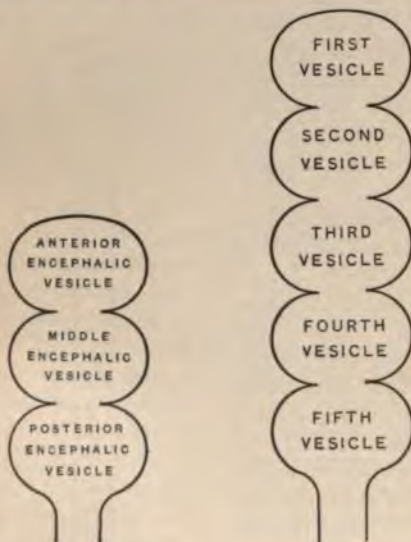 ANTERIOR
ENCEPHALIC
VESICLE
MIDDLE
ENCEPHALIC
VESICLE
POSTERIOR
ENCEPHALIC
VESICLE
FIRST
VESICLE
SECOND
VESICLE
THIRD
VESICLE
FOURTH
VESICLE
FIFTH
VESICLE